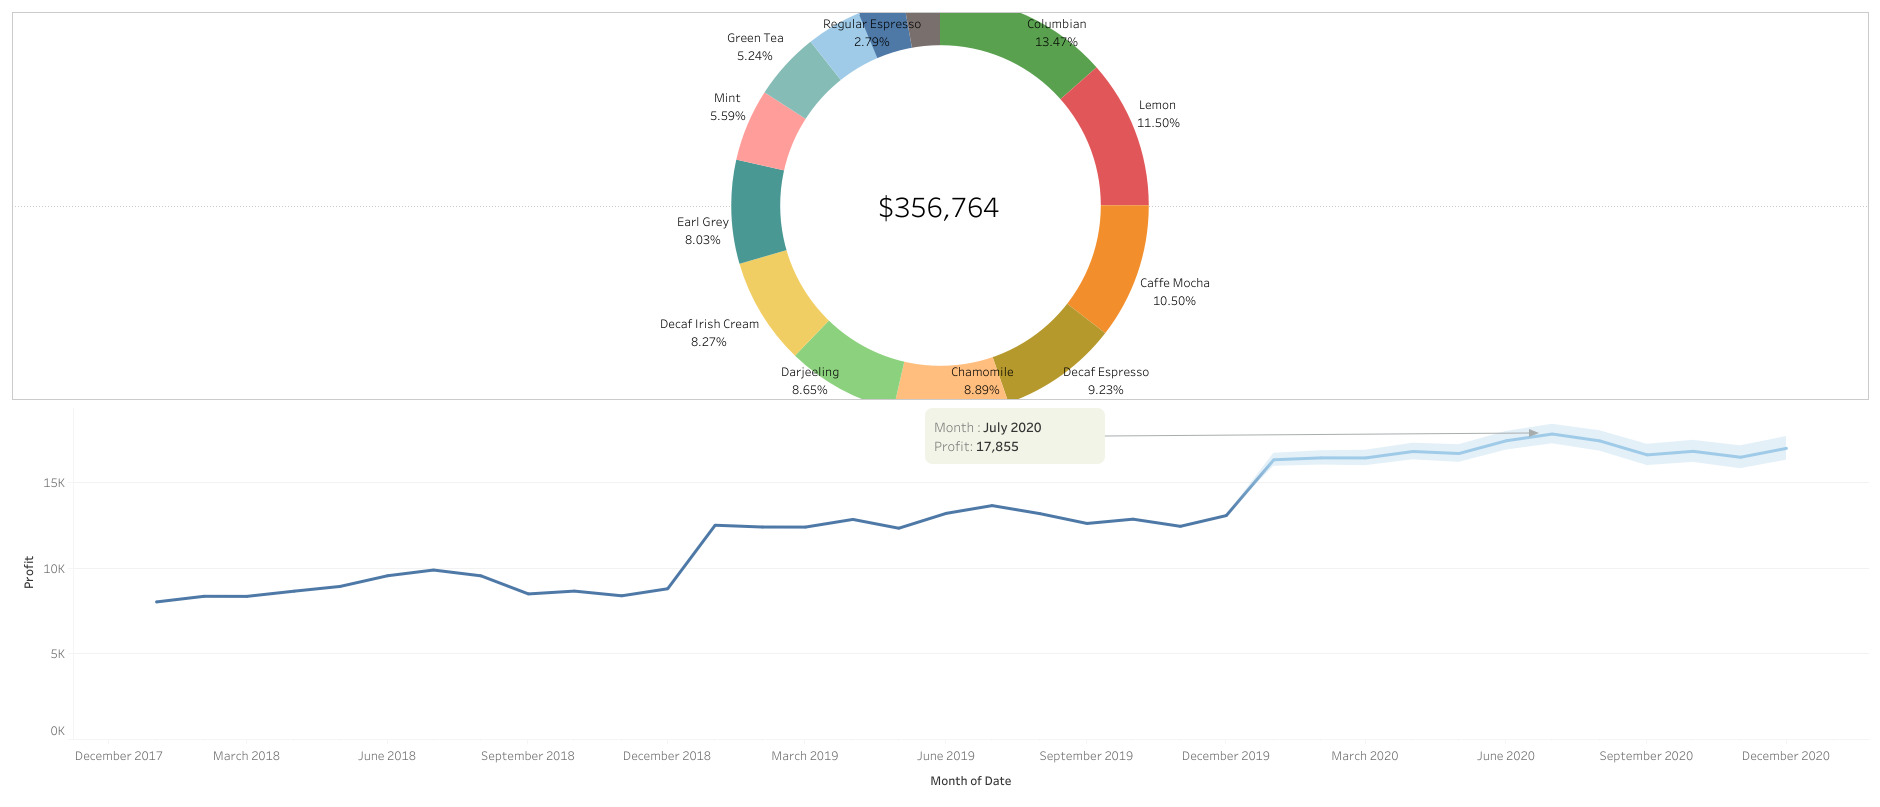 Regular Espresso
2.79%
Columbian
13.47%
Green Tea
5.24%
Mint
5.59%
Lemon
11.50%
$356,764
Earl Grey
8.03%
Caffe Mocha
10.50%
Decaf Irish Cream
8.27%
Darjeeling
8.65%
Chamomile
8.89%
Decaf Espresso
9.23%
Month : July 2020
Profit: 17,855
15K
10K
5K
0K
Profit
December 2017 March 2018 June 2018 September 2018 December 2018 March 2019 June 2019 September 2019 December 2019 March 2020 June 2020 September 2020 December 2020
Month of Date